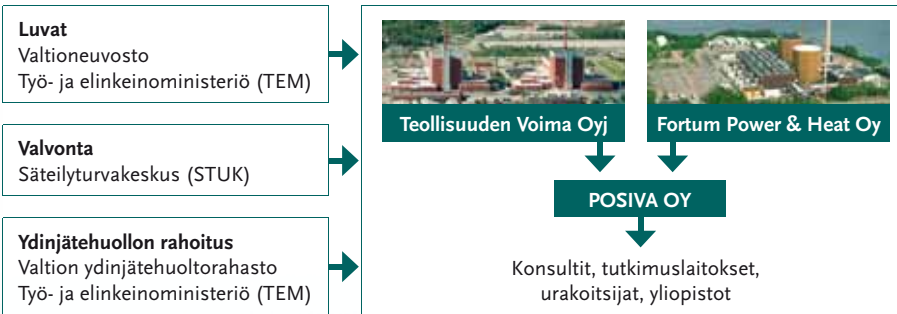 Luvat
Valtioneuvosto
Työ- ja elinkeinoministeriö (TEM)
Valvonta
Säteilyturvakeskus (STUK)
Ydinjätehuollon rahoitus
Valtion ydinjätehuoltorahasto
Työ- ja elinkeinoministeriö (TEM)
Teollisuuden Voima Oyj
Fortum Power & Heat Oy
POSIVA OY
Konsultit, tutkimuslaitokset,
urakoitsijat, yliopistot